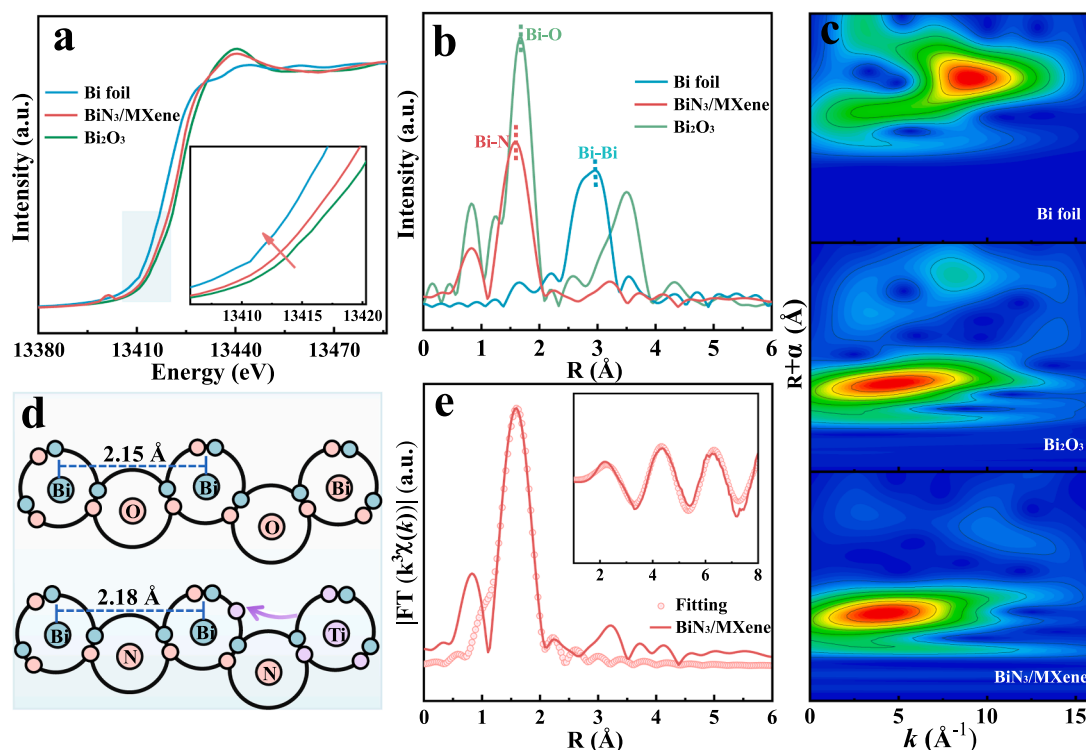 a
Intensity (a.u.)
Bi foil
BiN₃/MXene
Bi₂O₃
13410 13415 13420
13380 13410 13440 13470
Energy (eV)
b
Intensity (a.u.)
Bi-O
Bi foil
BiN₃/MXene
Bi₂O₃
Bi-N
Bi-Bi
0 1 2 3 4 5 6
R (Å)
c
R+α (Å)
Bi foil
Bi₂O₃
BiN₃/MXene
0 5 10 15
k (Å⁻¹)
d
2.15 Å
Bi Bi Bi
O O
2.18 Å
Bi Bi Ti
N N
e
|FT (k³χ(k))| (a.u.)
2 4 6 8
Fitting
BiN₃/MXene
0 1 2 3 4 5 6
R (Å)